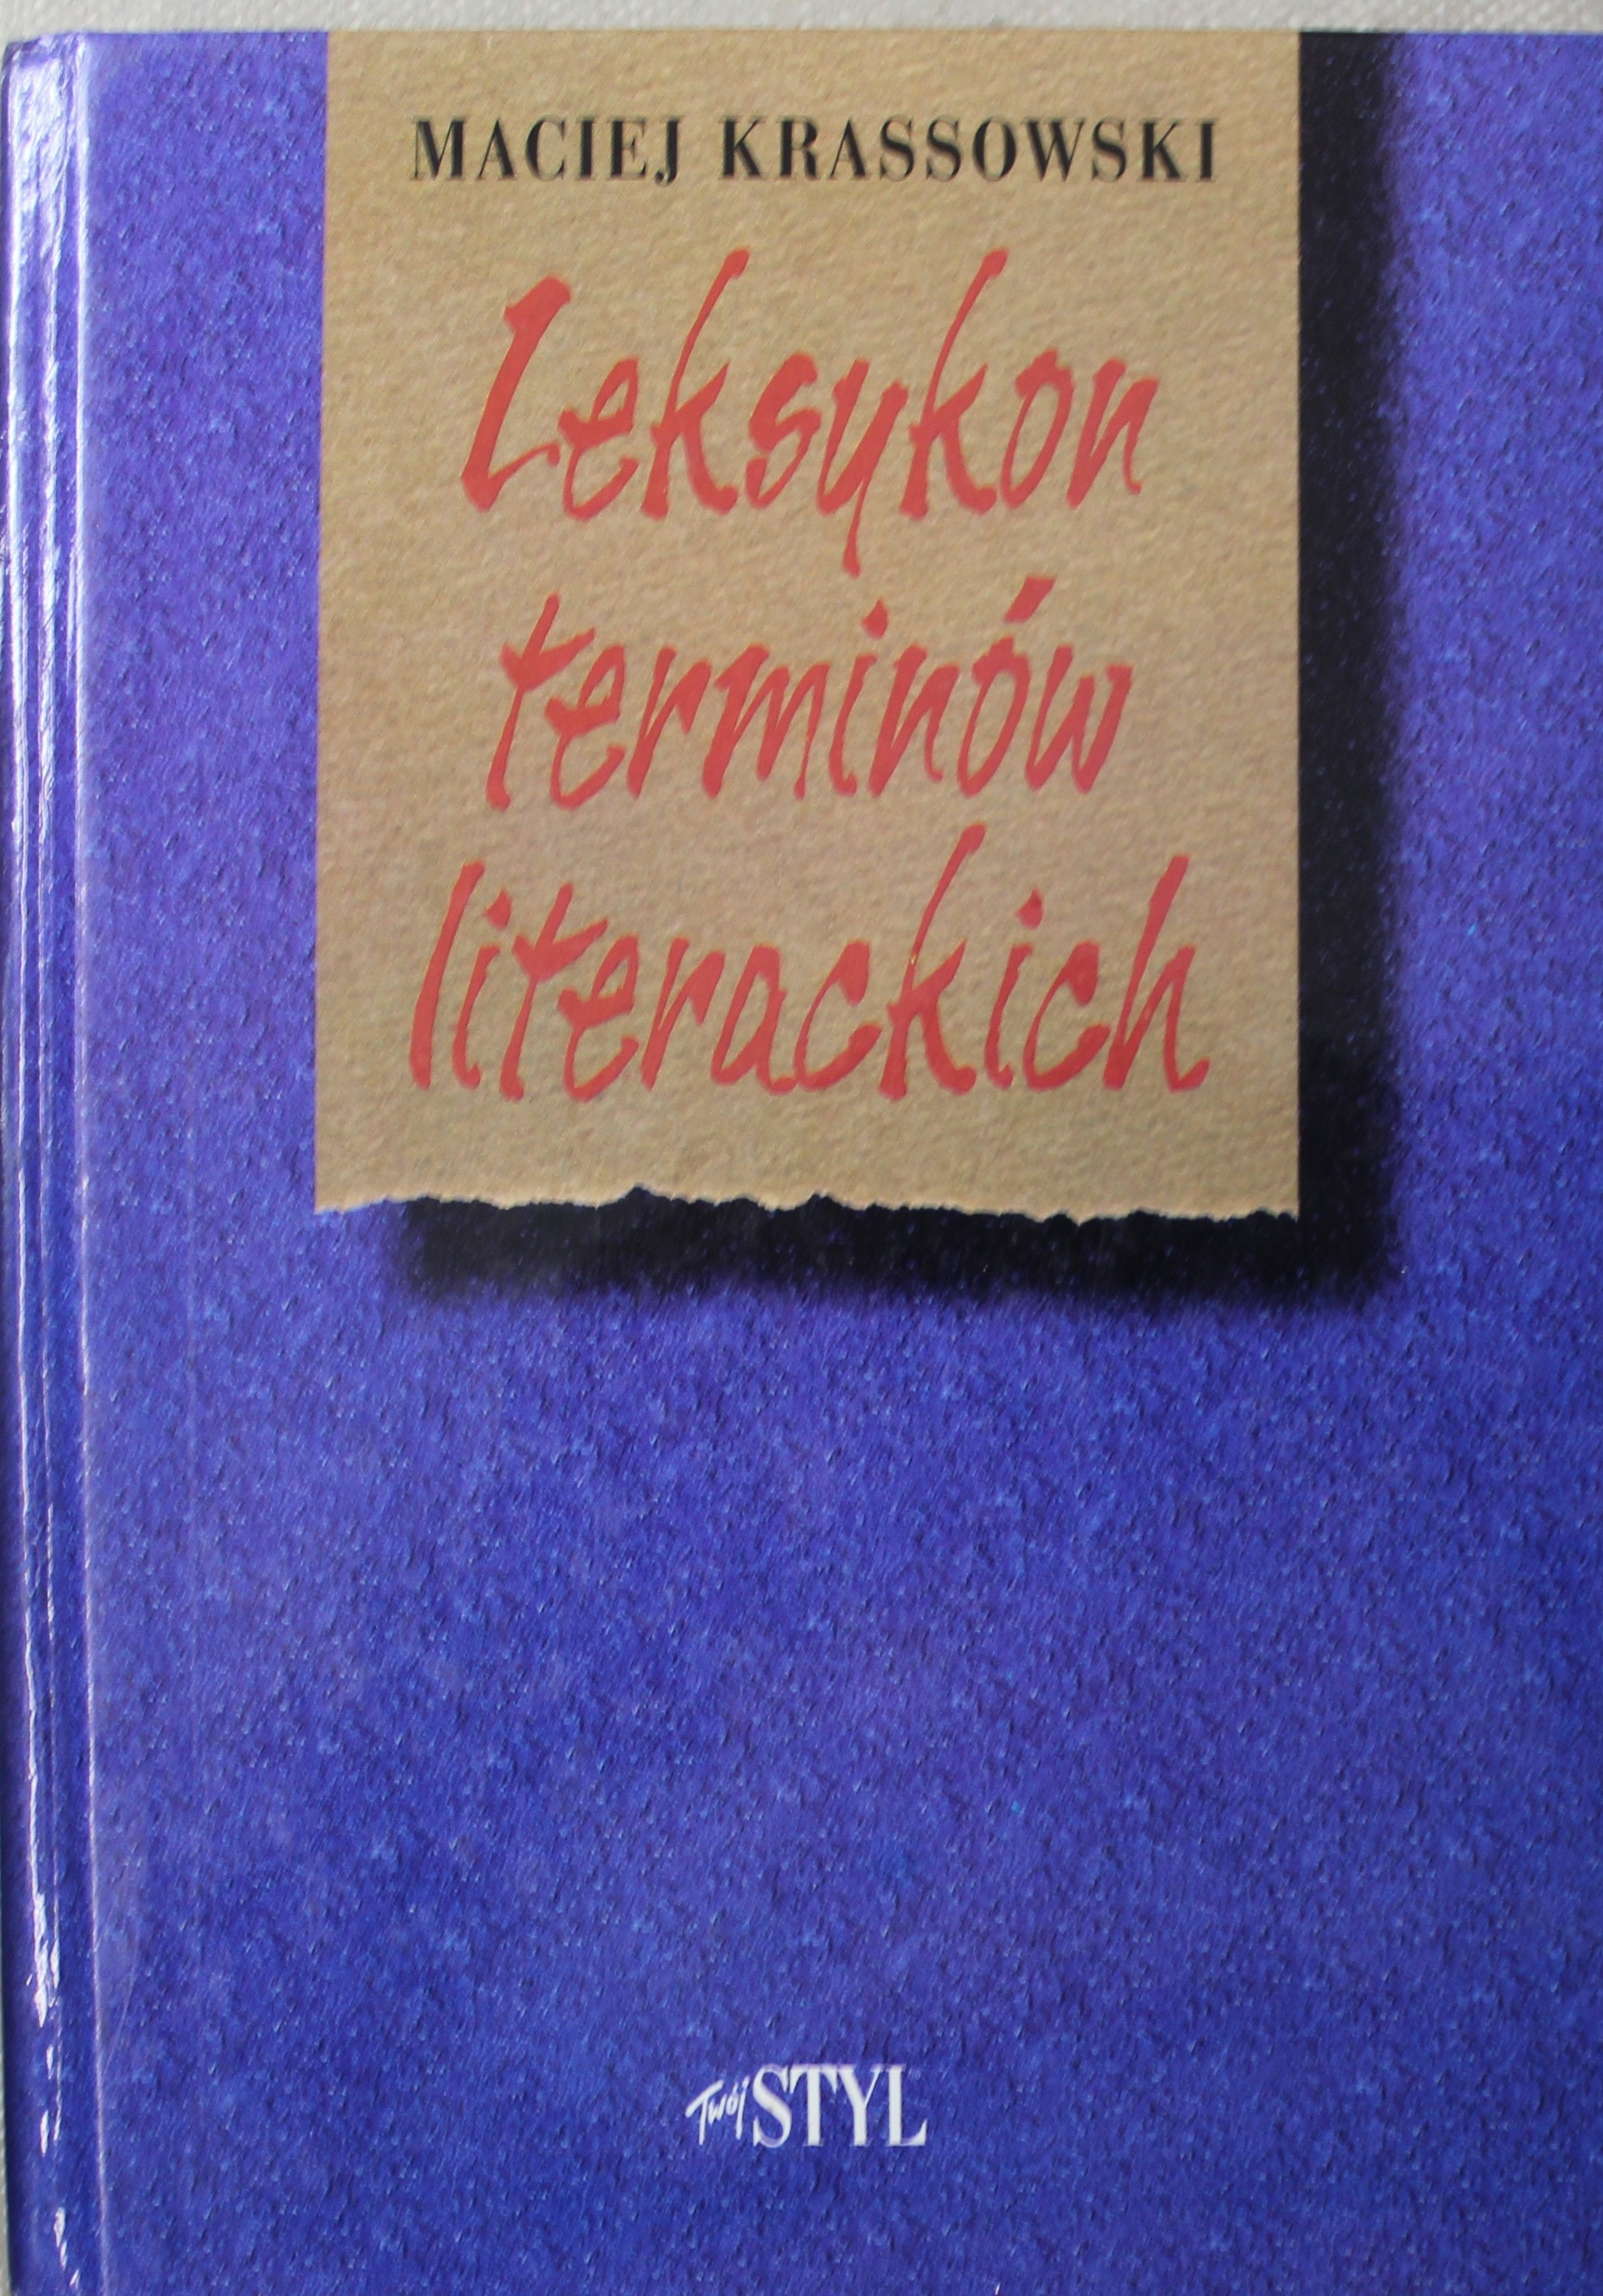 MACIEJ KRASSOWSKI
Leksykon
terminów
literackich
Twój STYL